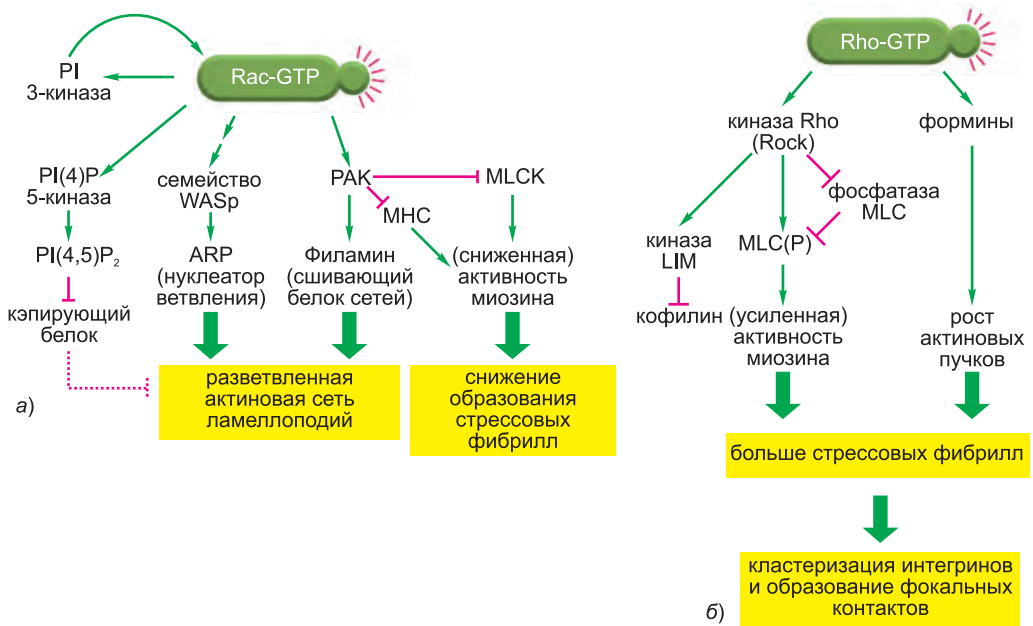 Rac-GTP
PI
3-киназа
PI(4)P
5-киназа
PI(4,5)P₂
кэпирующий
белок
семейство
WASp
ARP
(нуклеатор
ветвления)
PAK
MLCK
MHC
Филамин
(сшивающий
белок сетей)
(сниженная)
активность
миозина
разветвленная
актиновая сеть
ламеллоподий
снижение
образования
стрессовых
фибрилл
а)
Rho-GTP
киназа Rho
(Rock)
формины
фосфатаза
MLC
киназа
LIM
MLC(P)
кофилин
(усиленная)
активность
миозина
рост
актиновых
пучков
больше стрессовых фибрилл
кластеризация интегринов
и образование фокальных
контактов
б)